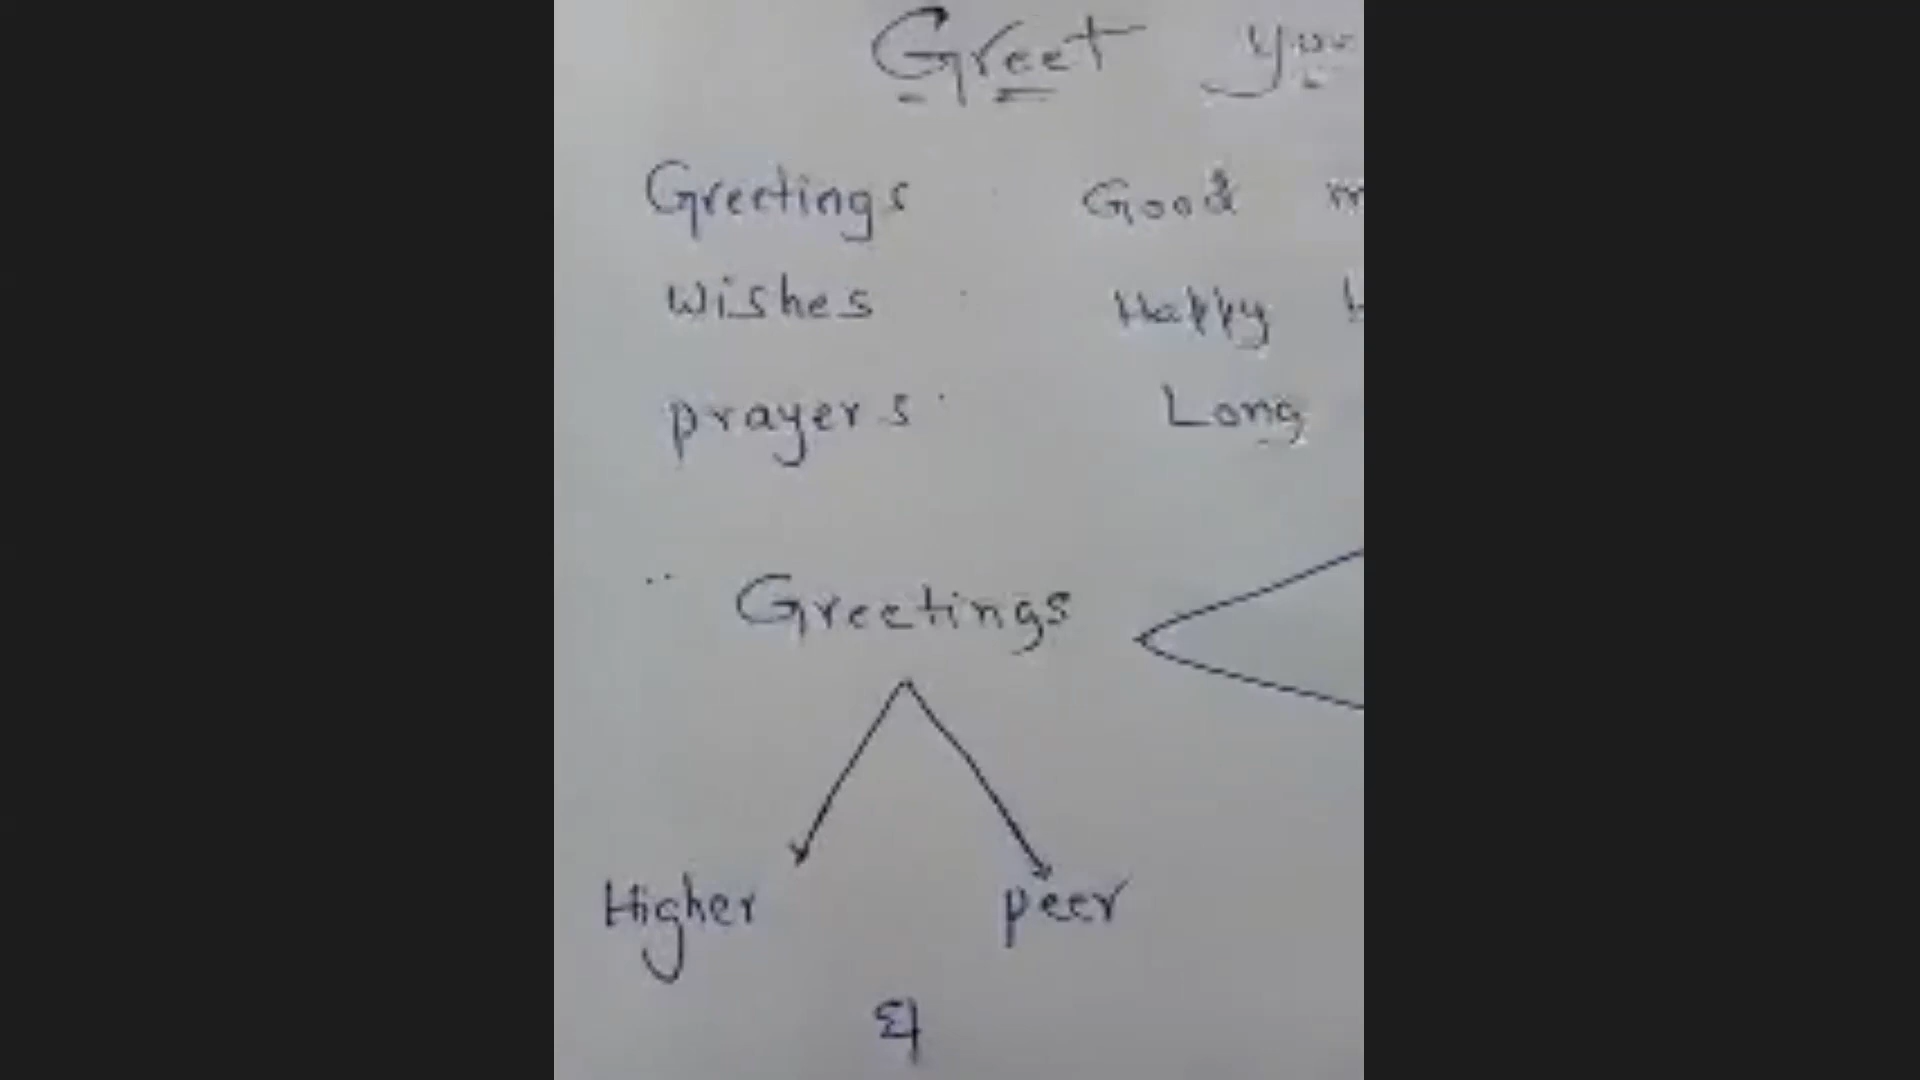 Greet
Greetings Good
Wishes Happy
prayers Long
Greetings
Higher peer